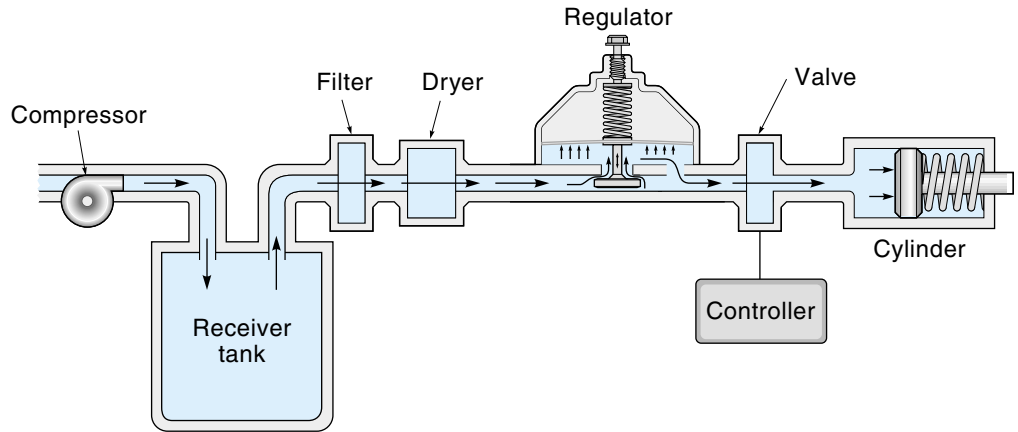 Regulator
Filter
Dryer
Valve
Compressor
Cylinder
Controller
Receiver
tank